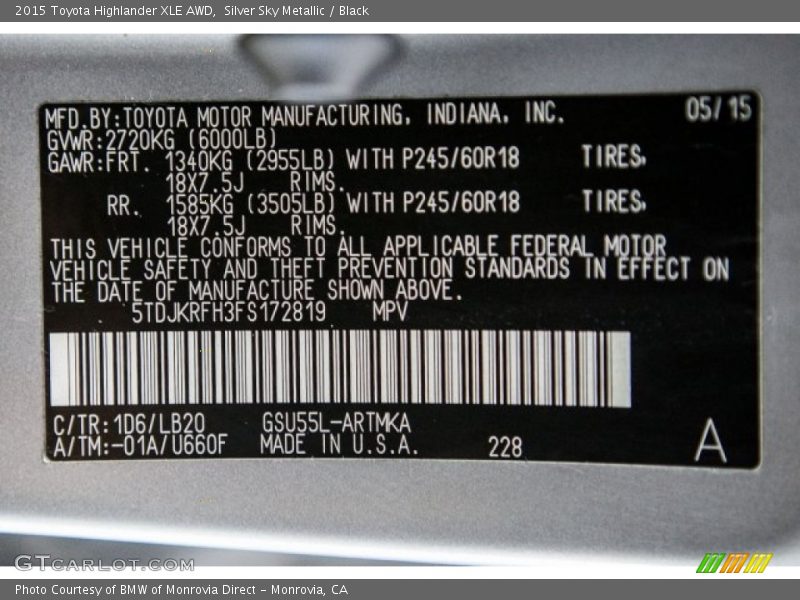 2015 Toyota Highlander XLE AWD,  Silver Sky Metallic / Black
MFD.BY:TOYOTA MOTOR MANUFACTURING, INDIANA, INC. 05/15
GVWR:2720KG (6000LB)
GAWR:FRT. 1340KG (2955LB) WITH P245/60R18 TIRES,
18X7.5J RIMS.
RR. 1585KG (3505LB) WITH P245/60R18 TIRES,
18X7.5J RIMS.
THIS VEHICLE CONFORMS TO ALL APPLICABLE FEDERAL MOTOR
VEHICLE SAFETY AND THEFT PREVENTION STANDARDS IN EFFECT ON
THE DATE OF MANUFACTURE SHOWN ABOVE.
5TDJKRFH3FS172819 MPV
C/TR:1D6/LB20 GSU55L-ARTMKA
A/TM:-01A/U660F MADE IN U.S.A. 228 A
GTCARLOT.COM
Photo Courtesy of BMW of Monrovia Direct - Monrovia, CA